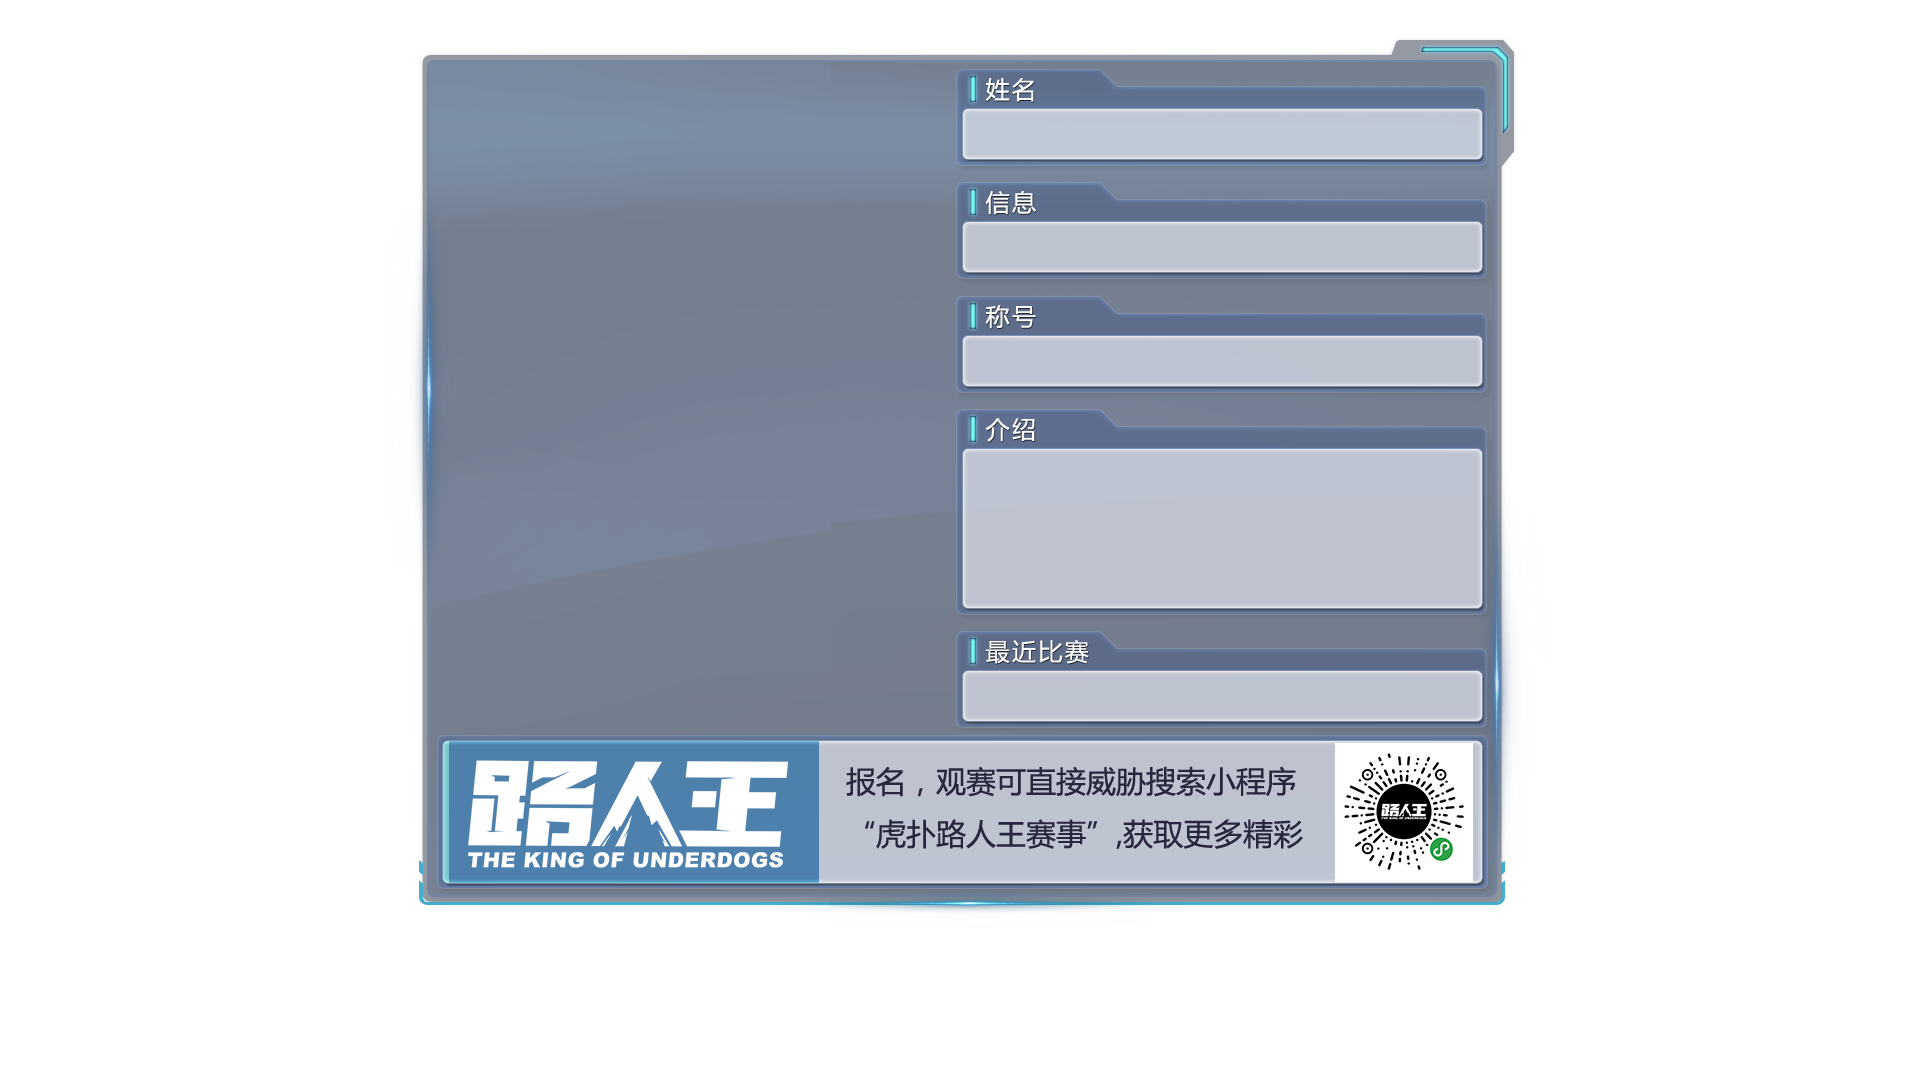 姓名
信息
称号
介绍
最近比赛
路人王
THE KING OF UNDERDOGS
报名，观赛可直接威胁搜索小程序
“虎扑路人王赛事”,获取更多精彩
路人王